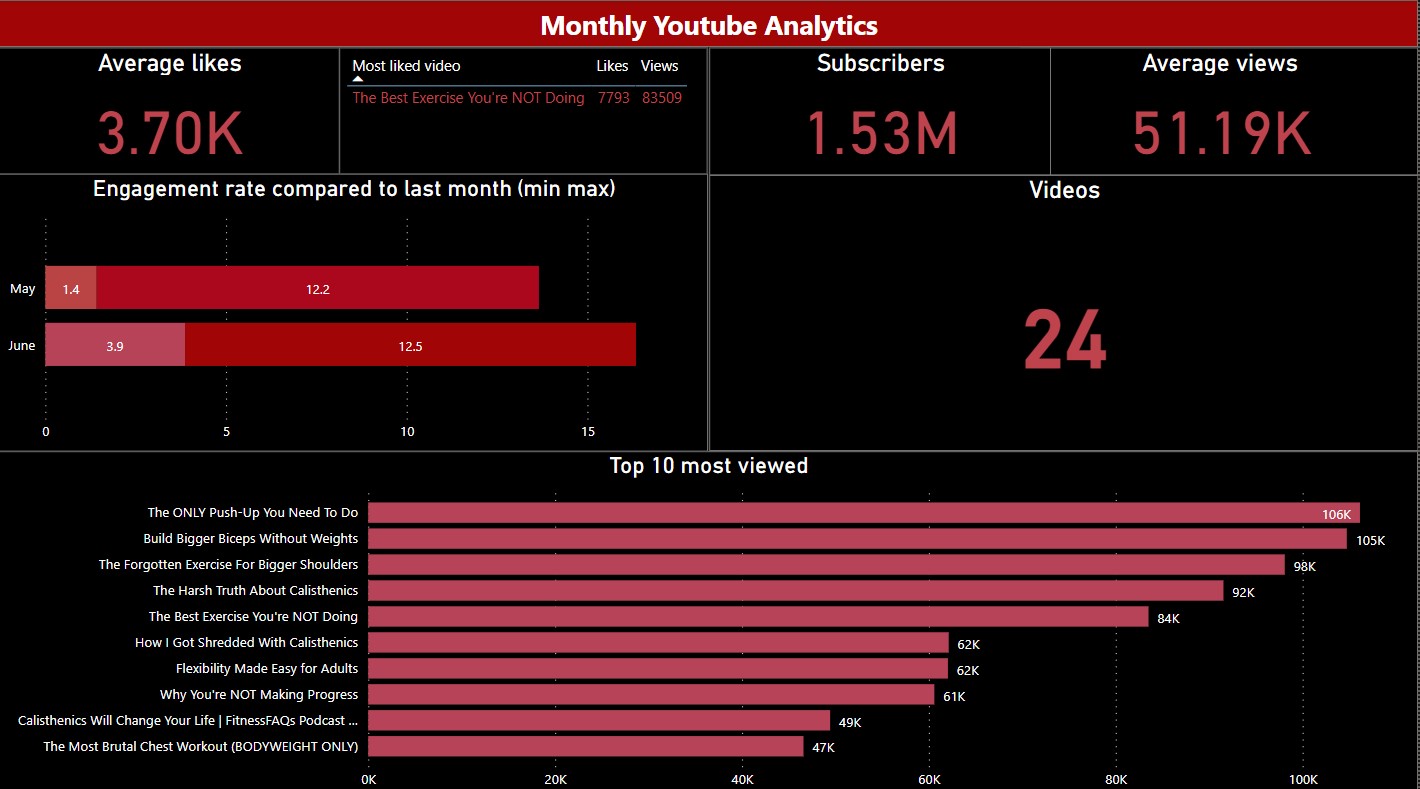 Monthly Youtube Analytics
Average likes
3.70K
Most liked video Likes Views
The Best Exercise You're NOT Doing 7793 83509
Subscribers
1.53M
Average views
51.19K
Engagement rate compared to last month (min max)
May 1.4 12.2
June 3.9 12.5
0 5 10 15
Videos
24
Top 10 most viewed
The ONLY Push-Up You Need To Do 106K
Build Bigger Biceps Without Weights 105K
The Forgotten Exercise For Bigger Shoulders 98K
The Harsh Truth About Calisthenics 92K
The Best Exercise You're NOT Doing 84K
How I Got Shredded With Calisthenics 62K
Flexibility Made Easy for Adults 62K
Why You're NOT Making Progress 61K
Calisthenics Will Change Your Life | FitnessFAQs Podcast ... 49K
The Most Brutal Chest Workout (BODYWEIGHT ONLY) 47K
0K 20K 40K 60K 80K 100K